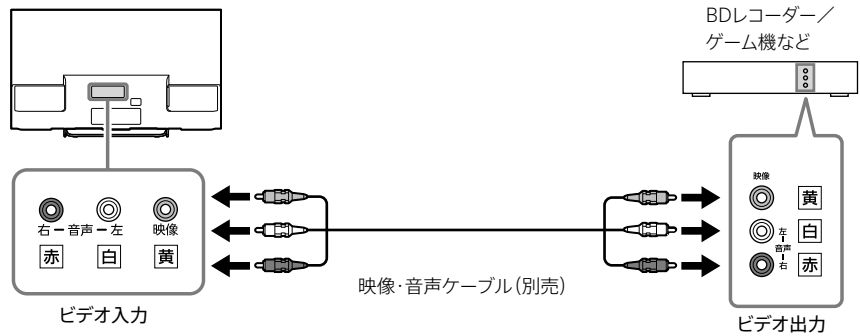 BDレコーダー／
ゲーム機など
右ー音声ー左 映像
赤 白 黄
ビデオ入力
映像・音声ケーブル（別売）
映像
黄
左
白
音声
右
赤
ビデオ出力